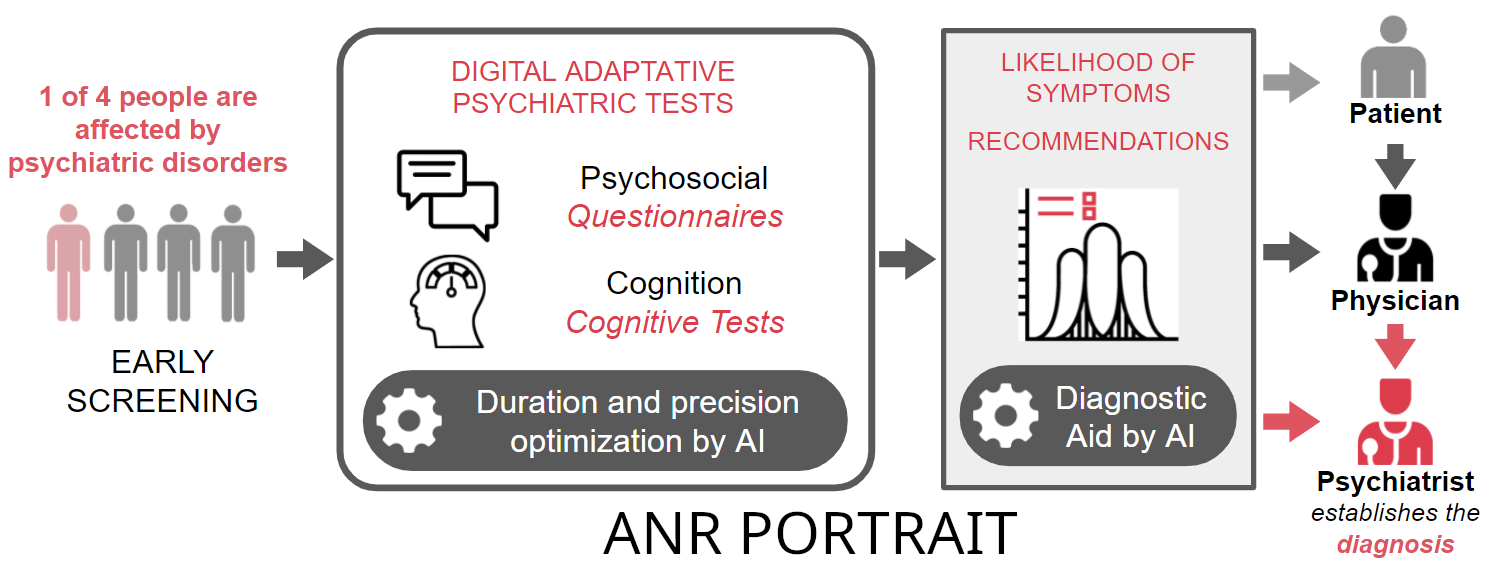 1 of 4 people are
affected by
psychiatric disorders
EARLY
SCREENING
DIGITAL ADAPTATIVE
PSYCHIATRIC TESTS
Psychosocial
Questionnaires
Cognition
Cognitive Tests
Duration and precision
optimization by AI
LIKELIHOOD OF
SYMPTOMS
RECOMMENDATIONS
Diagnostic
Aid by AI
Patient
Physician
Psychiatrist
establishes the
diagnosis
ANR PORTRAIT